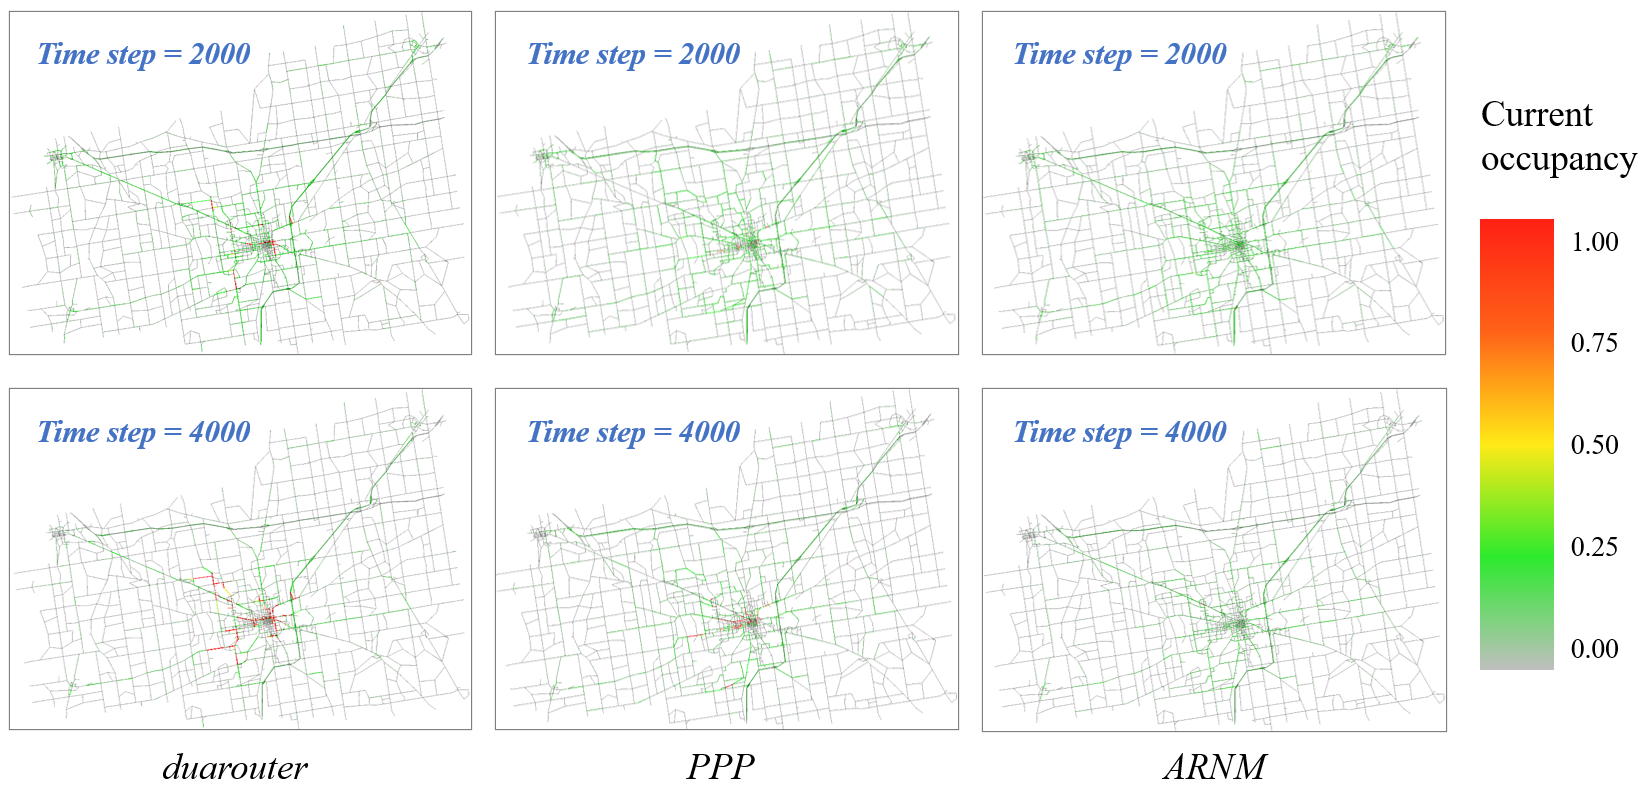 Time step = 2000
Time step = 2000
Time step = 2000
Current
occupancy
1.00
0.75
0.50
0.25
0.00
Time step = 4000
Time step = 4000
Time step = 4000
duarouter
PPP
ARNM